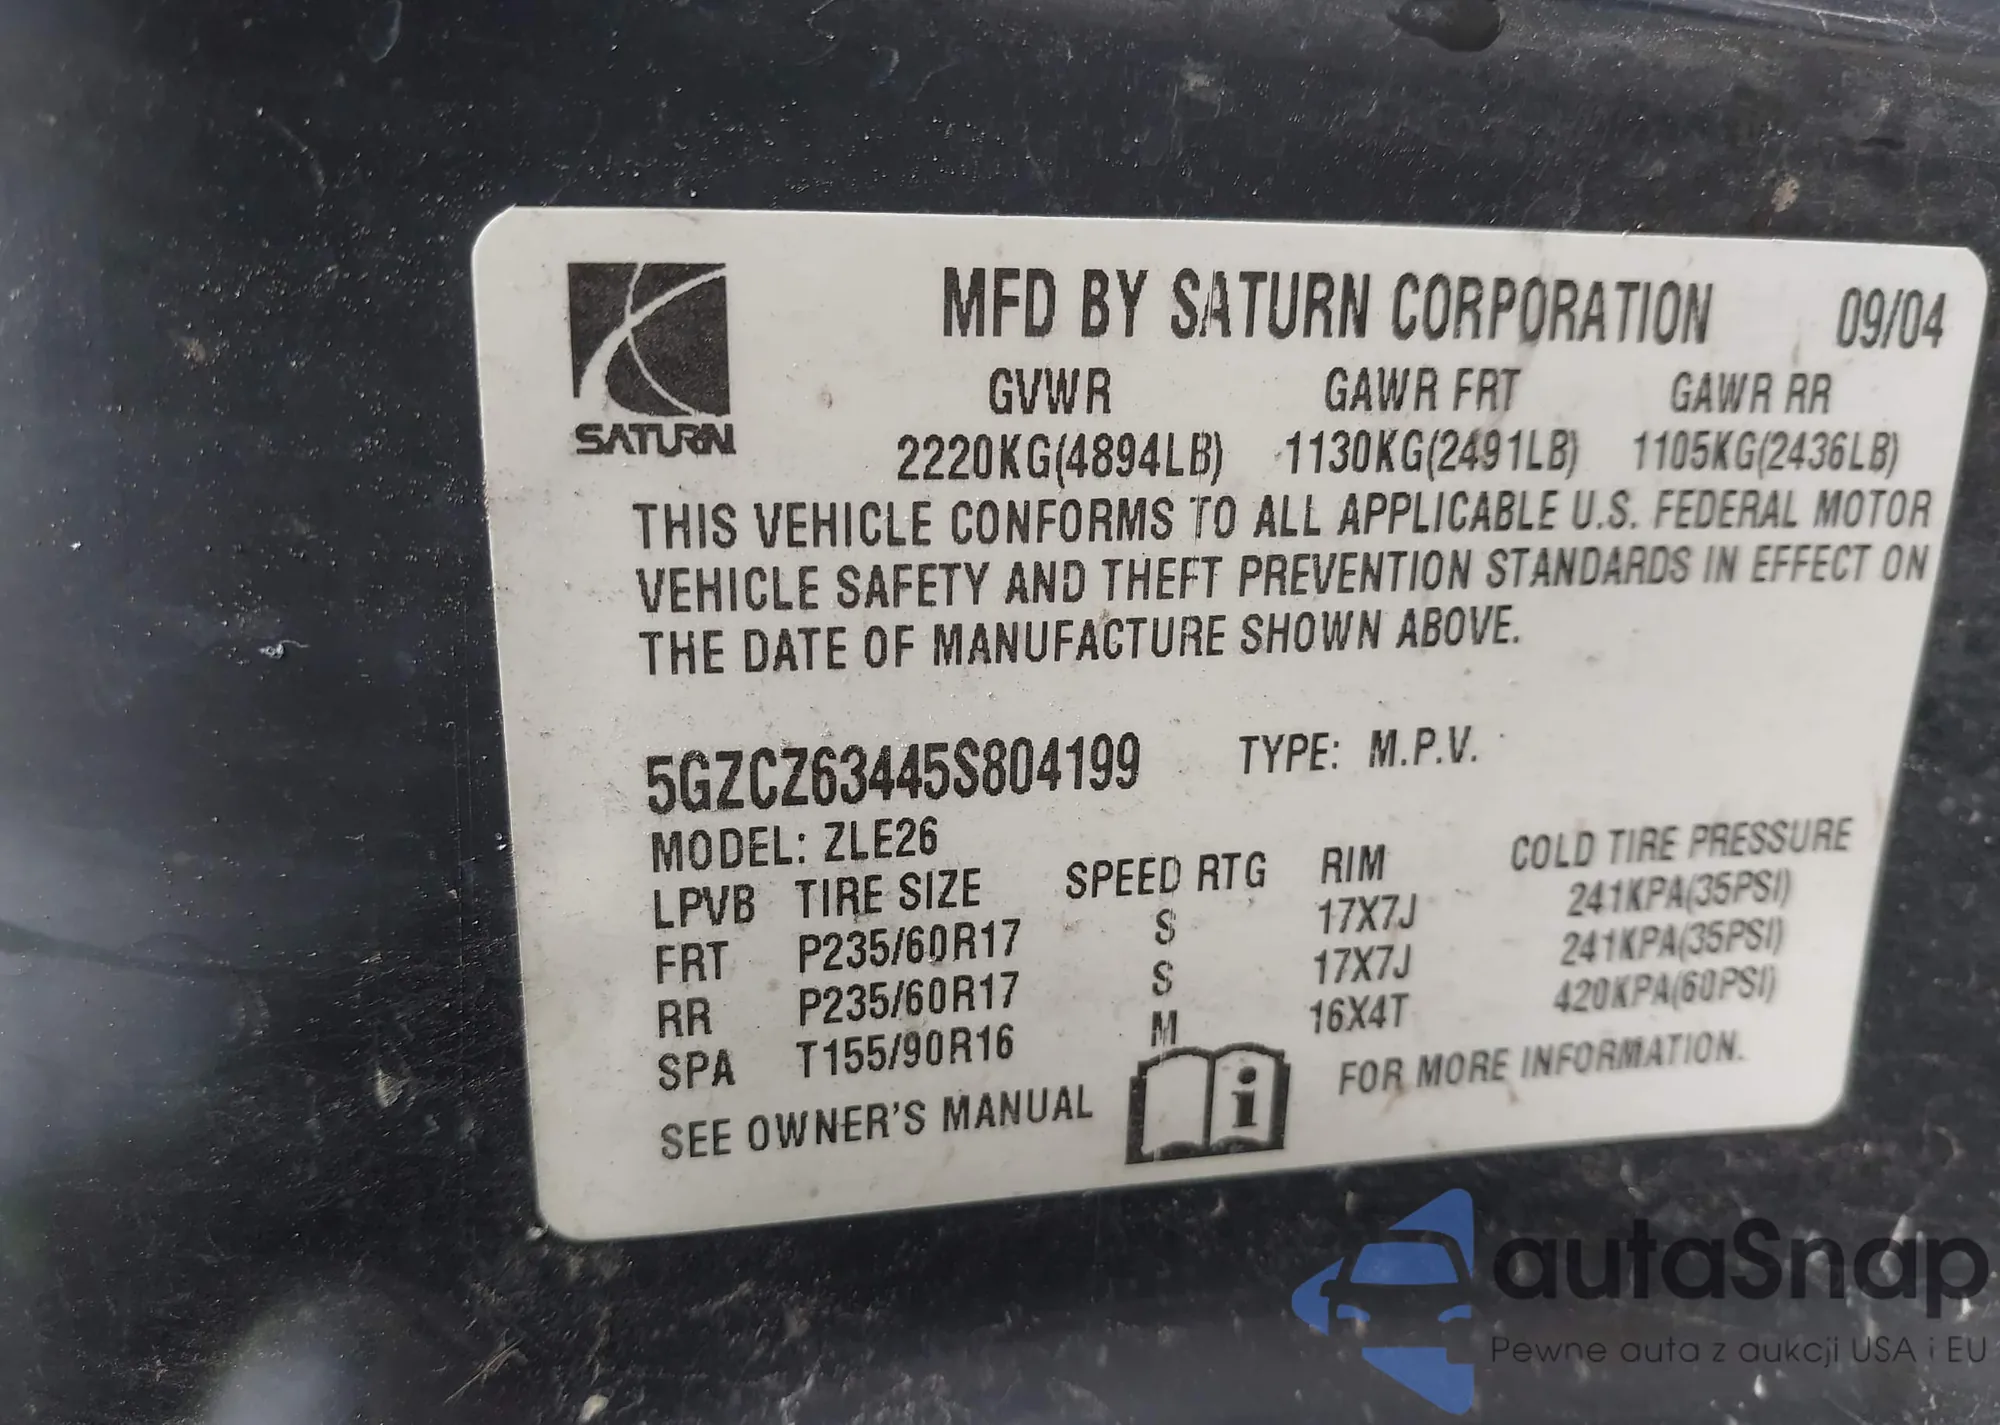 MFD BY SATURN CORPORATION 09/04
SATURN
GVWR GAWR FRT GAWR RR
2220KG(4894LB) 1130KG(2491LB) 1105KG(2436LB)
THIS VEHICLE CONFORMS TO ALL APPLICABLE U.S. FEDERAL MOTOR
VEHICLE SAFETY AND THEFT PREVENTION STANDARDS IN EFFECT ON
THE DATE OF MANUFACTURE SHOWN ABOVE.
5GZCZ63445S804199 TYPE: M.P.V.
MODEL: ZLE26
LPVB TIRE SIZE SPEED RTG RIM COLD TIRE PRESSURE
FRT P235/60R17 S 17X7J 241KPA(35PSI)
RR P235/60R17 S 17X7J 241KPA(35PSI)
SPA T155/90R16 M 16X4T 420KPA(60PSI)
SEE OWNER'S MANUAL i FOR MORE INFORMATION.
autaSnap
Pewne auta z aukcji USA i EU